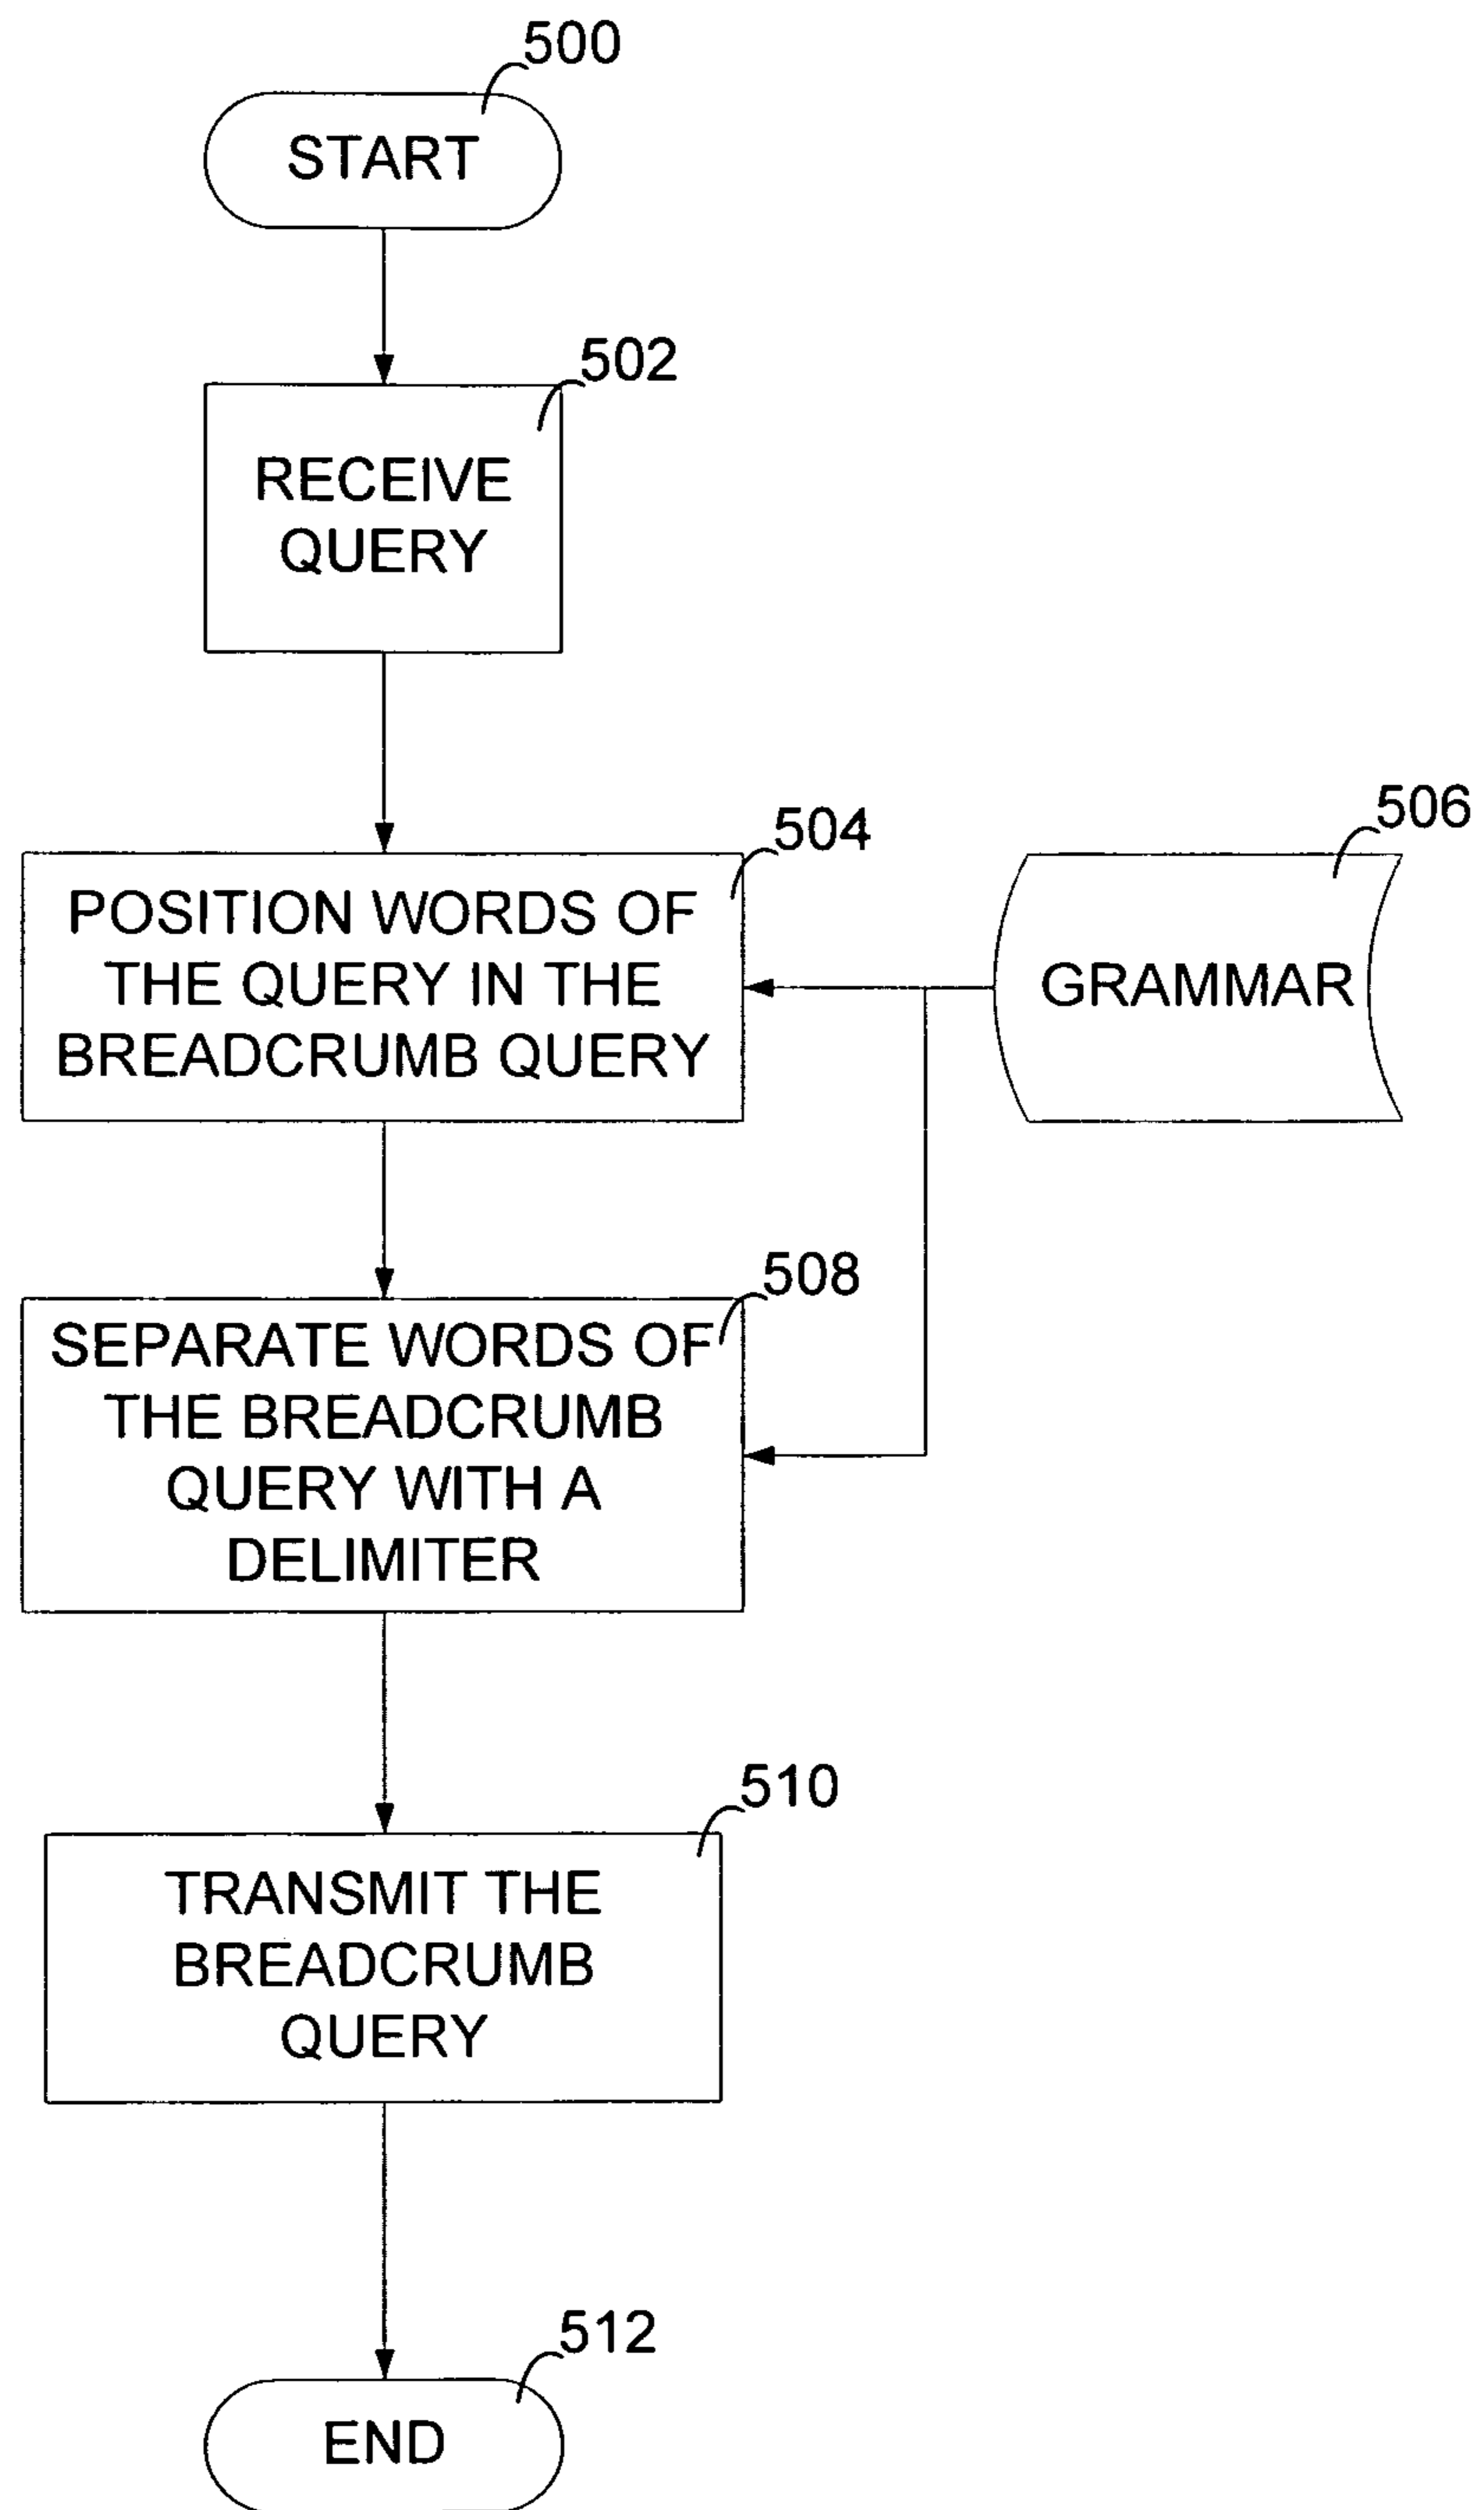 500
START
502
RECEIVE
QUERY
504
POSITION WORDS OF
THE QUERY IN THE
BREADCRUMB QUERY
506
GRAMMAR
508
SEPARATE WORDS OF
THE BREADCRUMB
QUERY WITH A
DELIMITER
510
TRANSMIT THE
BREADCRUMB
QUERY
512
END